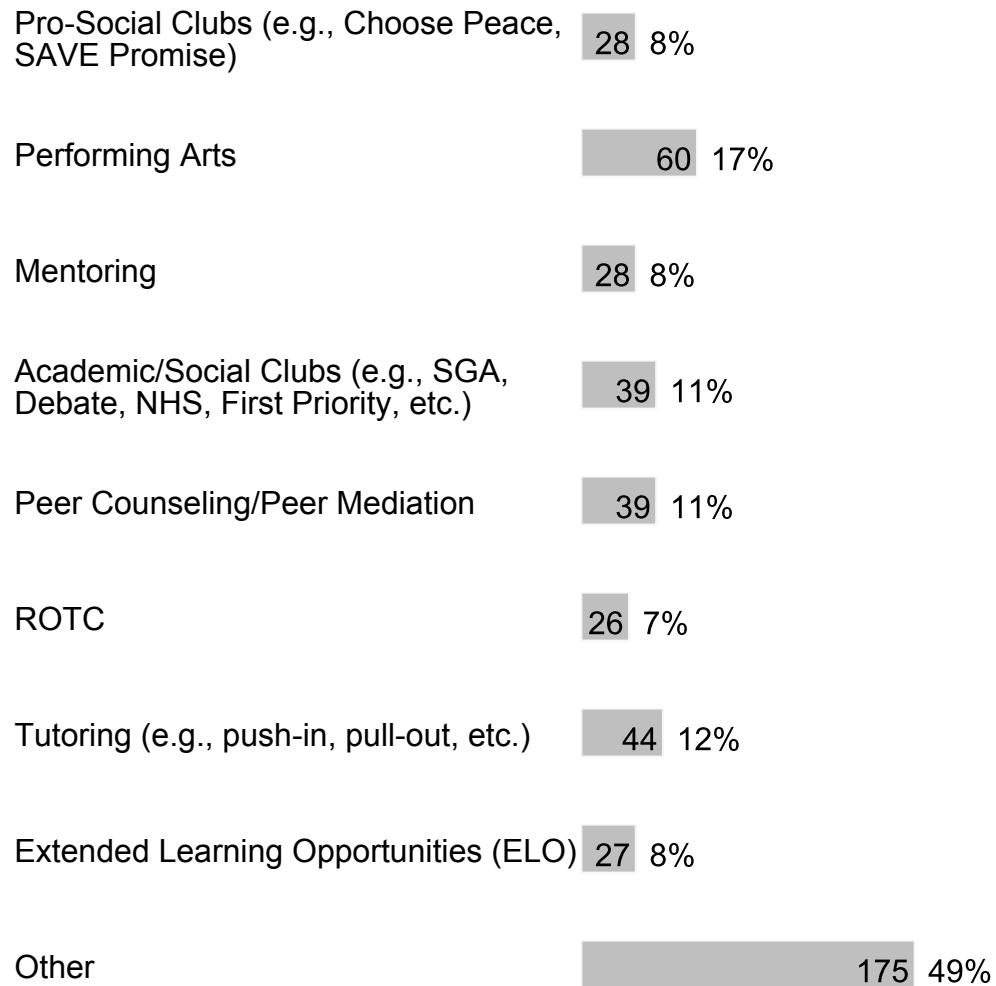 Pro-Social Clubs (e.g., Choose Peace,
SAVE Promise)
28 8%
Performing Arts
60 17%
Mentoring
28 8%
Academic/Social Clubs (e.g., SGA,
Debate, NHS, First Priority, etc.)
39 11%
Peer Counseling/Peer Mediation
39 11%
ROTC
26 7%
Tutoring (e.g., push-in, pull-out, etc.)
44 12%
Extended Learning Opportunities (ELO)
27 8%
Other
175 49%